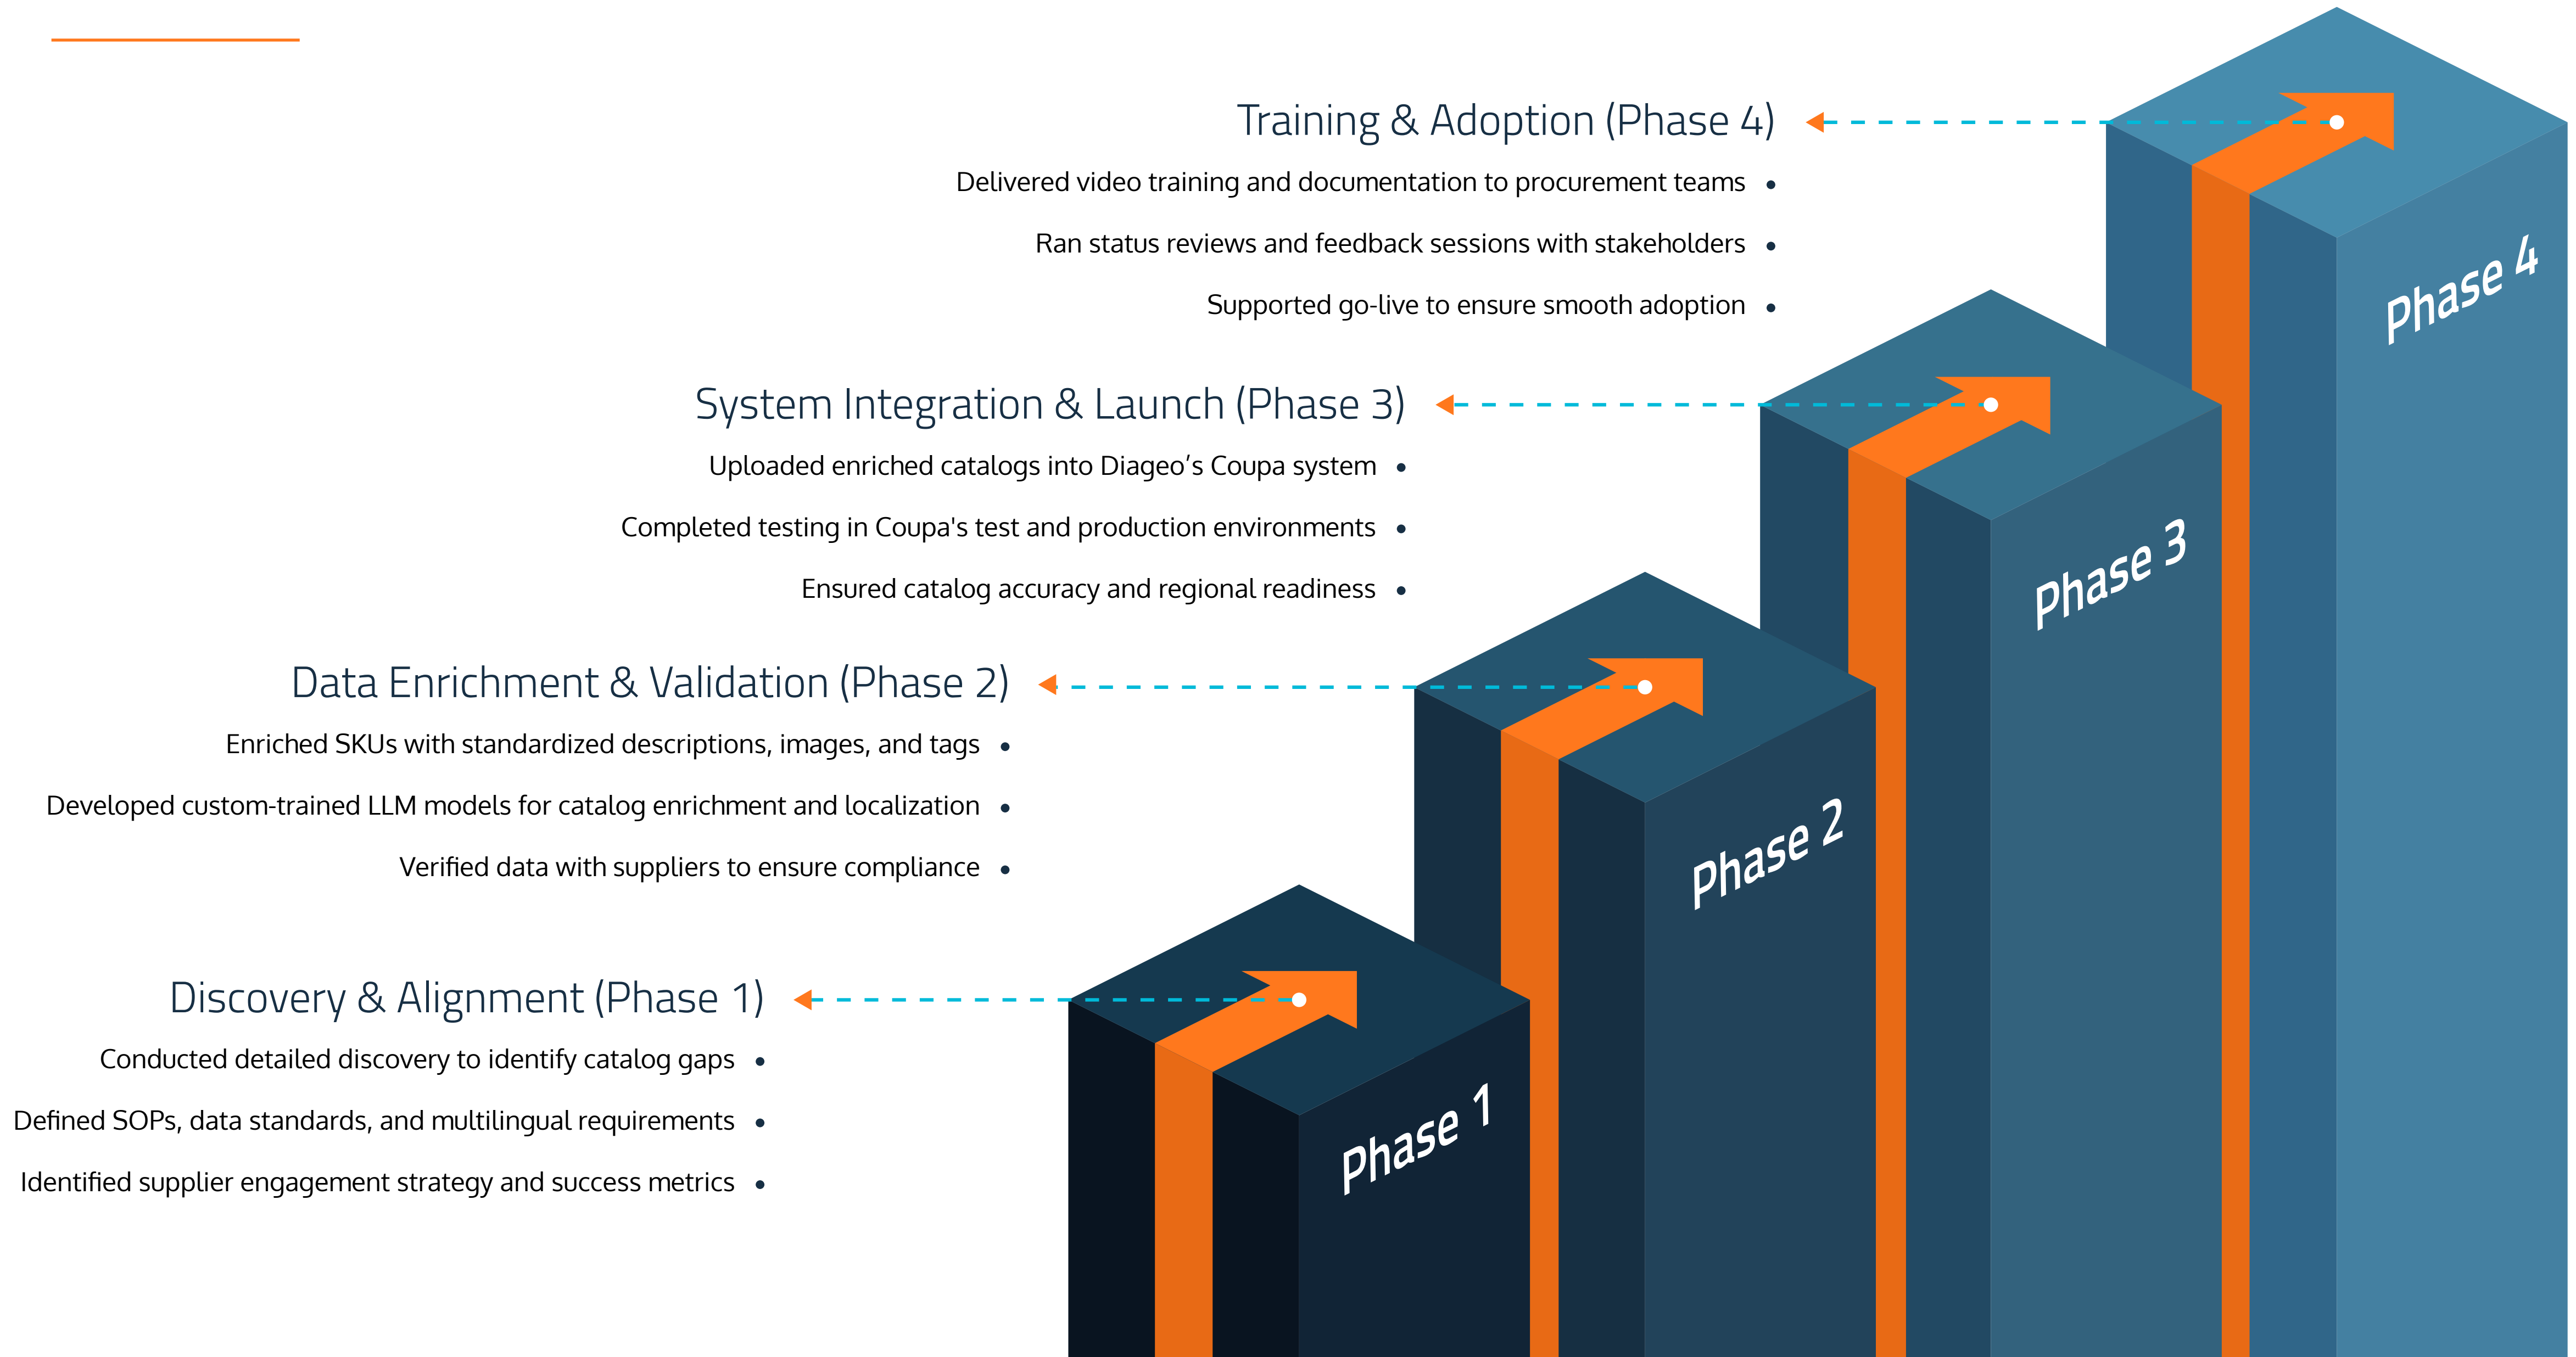 Training & Adoption (Phase 4)
Delivered video training and documentation to procurement teams
Ran status reviews and feedback sessions with stakeholders
Supported go-live to ensure smooth adoption
Phase 4
System Integration & Launch (Phase 3)
Uploaded enriched catalogs into Diageo’s Coupa system
Completed testing in Coupa's test and production environments
Ensured catalog accuracy and regional readiness
Phase 3
Data Enrichment & Validation (Phase 2)
Enriched SKUs with standardized descriptions, images, and tags
Developed custom-trained LLM models for catalog enrichment and localization
Verified data with suppliers to ensure compliance
Phase 2
Discovery & Alignment (Phase 1)
Conducted detailed discovery to identify catalog gaps
Defined SOPs, data standards, and multilingual requirements
Identified supplier engagement strategy and success metrics
Phase 1